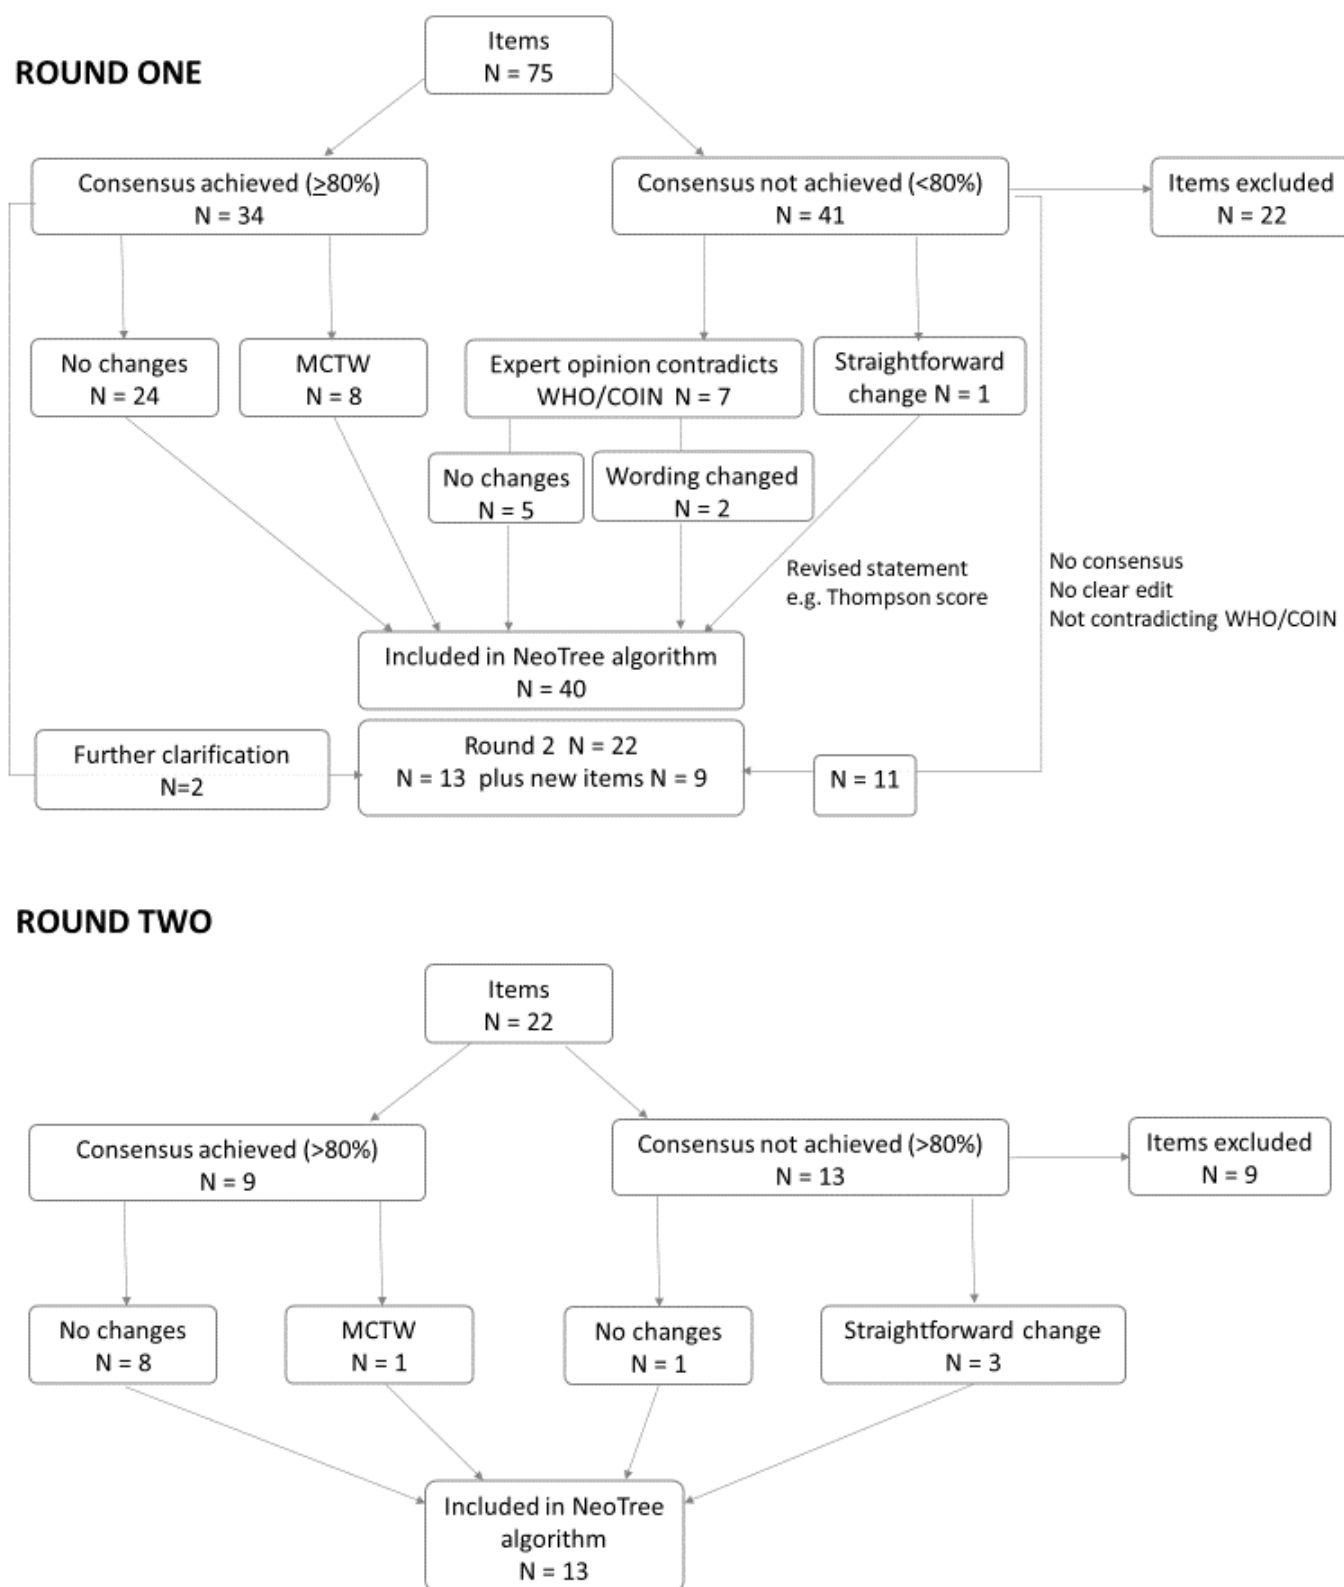 ROUND ONE
Items
N = 75
Consensus achieved (≥80%)
N = 34
Consensus not achieved (<80%)
N = 41
Items excluded
N = 22
No changes
N = 24
MCTW
N = 8
Expert opinion contradicts
WHO/COIN N = 7
Straightforward
change N = 1
No changes
N = 5
Wording changed
N = 2
Revised statement
e.g. Thompson score
No consensus
No clear edit
Not contradicting WHO/COIN
Included in NeoTree algorithm
N = 40
Further clarification
N=2
Round 2 N = 22
N = 13 plus new items N = 9
N = 11
ROUND TWO
Items
N = 22
Consensus achieved (>80%)
N = 9
Consensus not achieved (>80%)
N = 13
Items excluded
N = 9
No changes
N = 8
MCTW
N = 1
No changes
N = 1
Straightforward change
N = 3
Included in NeoTree
algorithm
N = 13